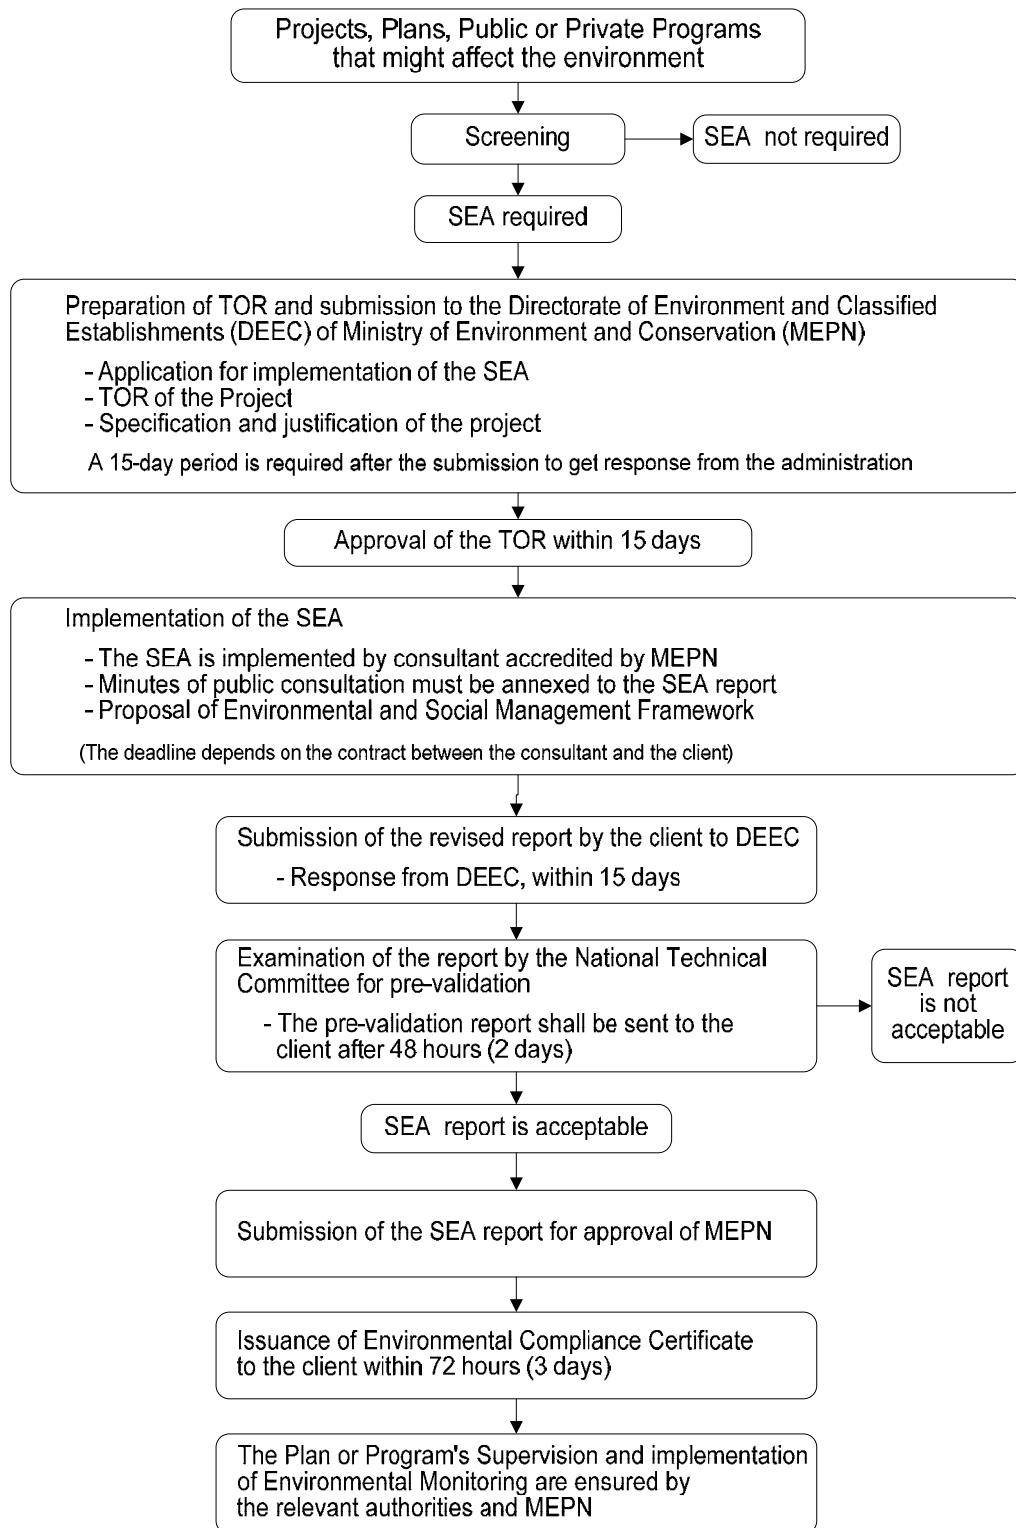 Projects, Plans, Public or Private Programs
that might affect the environment
Screening
SEA not required
SEA required
Preparation of TOR and submission to the Directorate of Environment and Classified
Establishments (DEEC) of Ministry of Environment and Conservation (MEPN)
- Application for implementation of the SEA
- TOR of the Project
- Specification and justification of the project
A 15-day period is required after the submission to get response from the administration
Approval of the TOR within 15 days
Implementation of the SEA
- The SEA is implemented by consultant accredited by MEPN
- Minutes of public consultation must be annexed to the SEA report
- Proposal of Environmental and Social Management Framework
(The deadline depends on the contract between the consultant and the client)
Submission of the revised report by the client to DEEC
- Response from DEEC, within 15 days
Examination of the report by the National Technical
Committee for pre-validation
- The pre-validation report shall be sent to the
client after 48 hours (2 days)
SEA report
is not
acceptable
SEA report is acceptable
Submission of the SEA report for approval of MEPN
Issuance of Environmental Compliance Certificate
to the client within 72 hours (3 days)
The Plan or Program's Supervision and implementation
of Environmental Monitoring are ensured by
the relevant authorities and MEPN